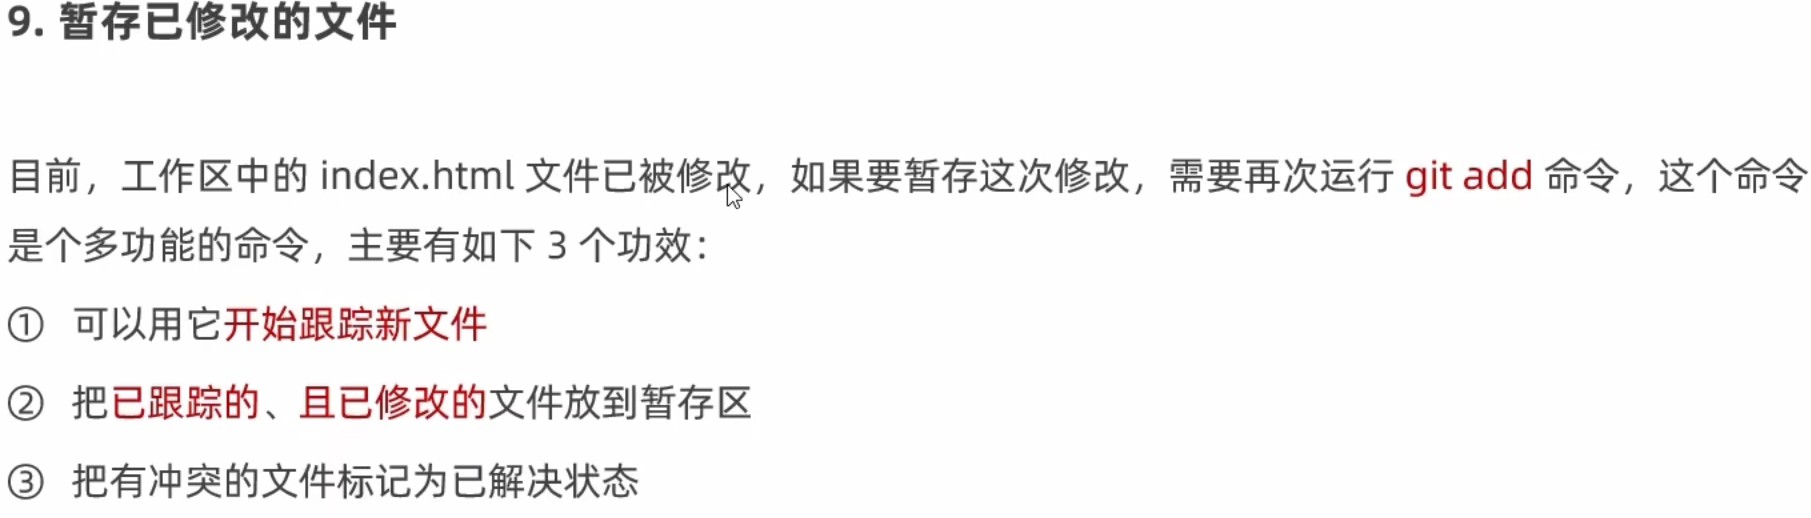 9. 暂存已修改的文件
目前，工作区中的 index.html 文件已被修改，如果要暂存这次修改，需要再次运行 git add 命令，这个命令
是个多功能的命令，主要有如下 3 个功效：
① 可以用它开始跟踪新文件
② 把已跟踪的、且已修改的文件放到暂存区
③ 把有冲突的文件标记为已解决状态